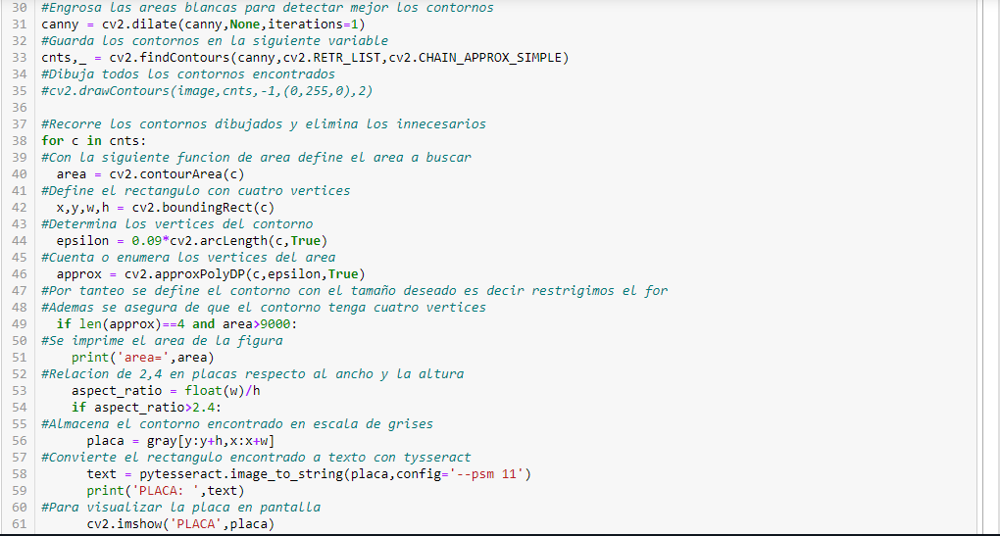 30 #Engrosa las areas blancas para detectar mejor los contornos
31 canny = cv2.dilate(canny,None,iterations=1)
32 #Guarda los contornos en la siguiente variable
33 cnts,_ = cv2.findContours(canny,cv2.RETR_LIST,cv2.CHAIN_APPROX_SIMPLE)
34 #Dibuja todos los contornos encontrados
35 #cv2.drawContours(image,cnts,-1,(0,255,0),2)
36
37 #Recorre los contornos dibujados y elimina los innecesarios
38 for c in cnts:
39 #Con la siguiente funcion de area define el area a buscar
40   area = cv2.contourArea(c)
41 #Define el rectangulo con cuatro vertices
42   x,y,w,h = cv2.boundingRect(c)
43 #Determina los vertices del contorno
44   epsilon = 0.09*cv2.arcLength(c,True)
45 #Cuenta o enumera los vertices del area
46   approx = cv2.approxPolyDP(c,epsilon,True)
47 #Por tanteo se define el contorno con el tamaño deseado es decir restrigimos el for
48 #Ademas se asegura de que el contorno tenga cuatro vertices
49   if len(approx)==4 and area>9000:
50 #Se imprime el area de la figura
51     print('area=',area)
52 #Relacion de 2,4 en placas respecto al ancho y la altura
53     aspect_ratio = float(w)/h
54     if aspect_ratio>2.4:
55 #Almacena el contorno encontrado en escala de grises
56       placa = gray[y:y+h,x:x+w]
57 #Convierte el rectangulo encontrado a texto con tysseract
58       text = pytesseract.image_to_string(placa,config='--psm 11')
59       print('PLACA: ',text)
60 #Para visualizar la placa en pantalla
61       cv2.imshow('PLACA',placa)